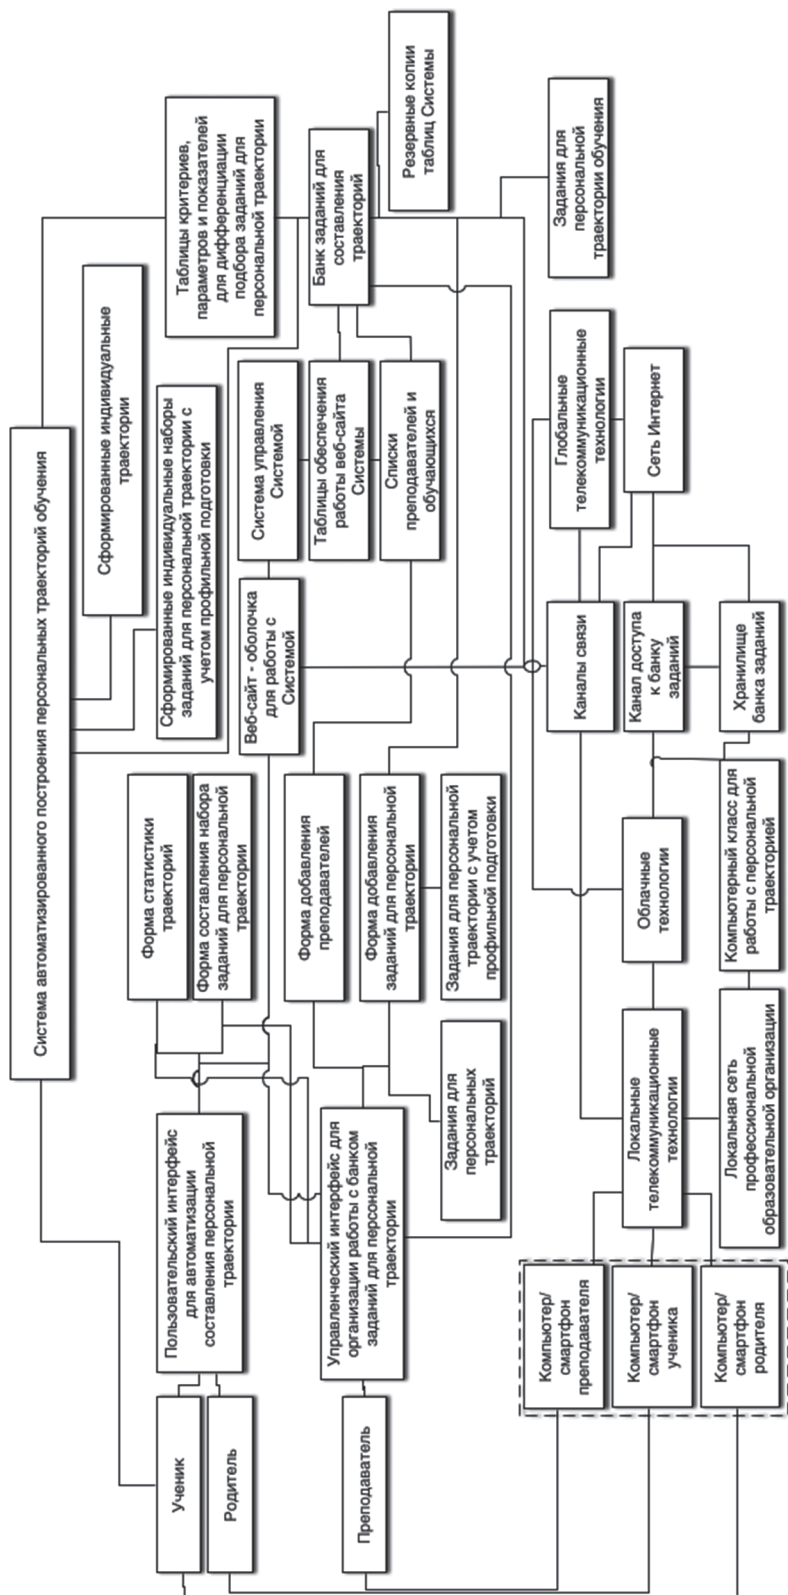 Система автоматизированного построения персональных траекторий обучения
Ученик
Родитель
Преподаватель
Пользовательский интерфейс
для автоматизации
составления персональной
траектории
Управленческий интерфейс для
организации работы с банком
заданий для персональной
траектории
Форма статистики
траекторий
Форма составления набора
заданий для персональной
траектории
Форма добавления
преподавателей
Форма добавления
заданий для персональной
траектории
Задания для персональной
траектории с учетом
профильной подготовки
Задания для
персональных
траекторий
Сформированные индивидуальные
траектории
Сформированные индивидуальные наборы
заданий для персональной траектории с
учетом профильной подготовки
Веб-сайт - оболочка
для работы с
Системой
Система управления
Системой
Таблицы обеспечения
работы веб-сайта
Системы
Списки
преподавателей и
обучающихся
Таблицы критериев,
параметров и показателей
для дифференциации
подбора заданий для
персональной траектории
Банк заданий для
составления
траекторий
Резервные копии
таблиц Системы
Задания для
персональной
траектории обучения
Компьютер/
смартфон
преподавателя
Компьютер/
смартфон
ученика
Компьютер/
смартфон
родителя
Локальные
телекоммуникационные
технологии
Локальная сеть
профессиональной
образовательной организации
Облачные
технологии
Компьютерный класс для
работы с персональной
траекторией
Каналы связи
Канал доступа
к банку
заданий
Хранилище
банка заданий
Глобальные
телекоммуникационные
технологии
Сеть Интернет